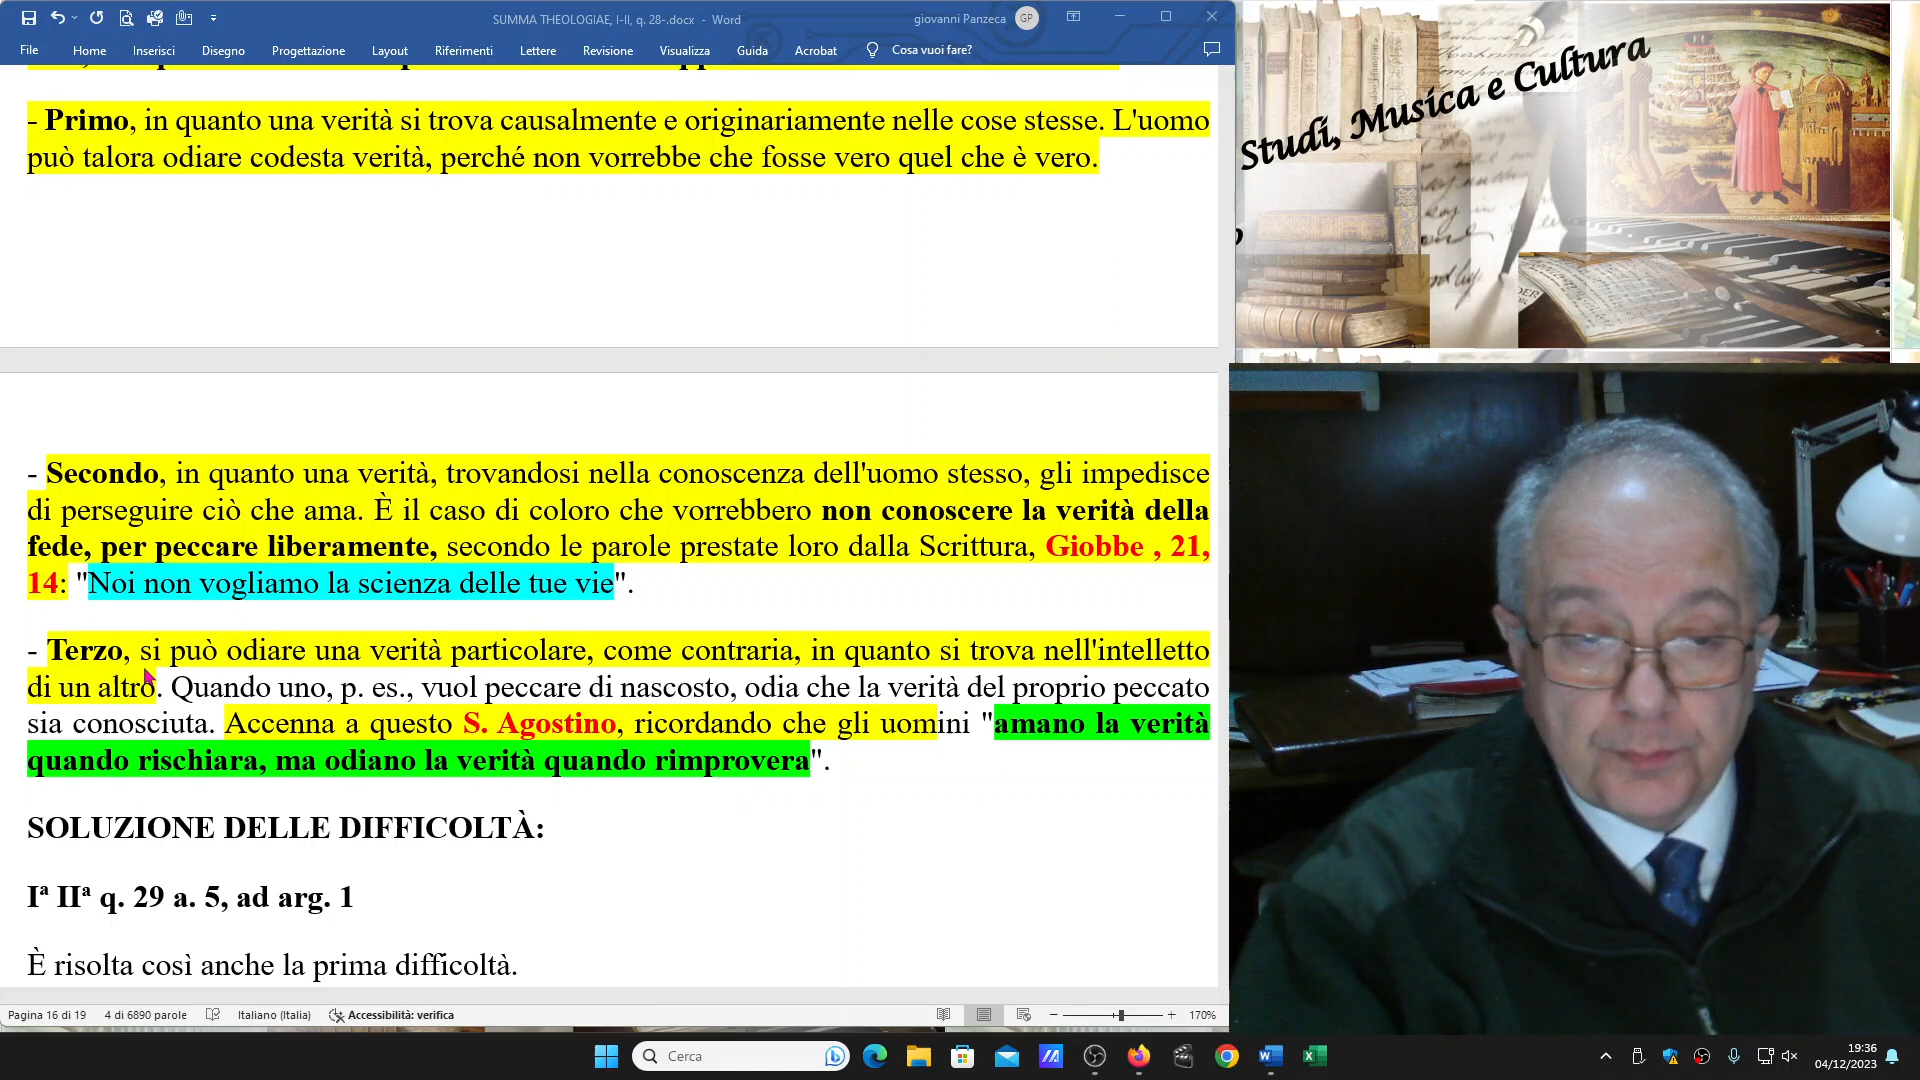 SUMMA THEOLOGIAE, I-II, q. 28-.docx - Word
giovanni Panzeca
GP
File Home Inserisci Disegno Progettazione Layout Riferimenti Lettere Revisione Visualizza Guida Acrobat Cosa vuoi fare?
- Primo, in quanto una verità si trova causalmente e originariamente nelle cose stesse. L'uomo
può talora odiare codesta verità, perché non vorrebbe che fosse vero quel che è vero.
- Secondo, in quanto una verità, trovandosi nella conoscenza dell'uomo stesso, gli impedisce
di perseguire ciò che ama. È il caso di coloro che vorrebbero non conoscere la verità della
fede, per peccare liberamente, secondo le parole prestate loro dalla Scrittura, Giobbe , 21,
14: "Noi non vogliamo la scienza delle tue vie".
- Terzo, si può odiare una verità particolare, come contraria, in quanto si trova nell'intelletto
di un altro. Quando uno, p. es., vuol peccare di nascosto, odia che la verità del proprio peccato
sia conosciuta. Accenna a questo S. Agostino, ricordando che gli uomini "amano la verità
quando rischiara, ma odiano la verità quando rimprovera".
SOLUZIONE DELLE DIFFICOLTÀ:
Iª IIª q. 29 a. 5, ad arg. 1
È risolta così anche la prima difficoltà.
Pagina 16 di 19 4 di 6890 parole Italiano (Italia) Accessibilità: verifica 170%
Studi, Musica e Cultura
Cerca
19:36
04/12/2023